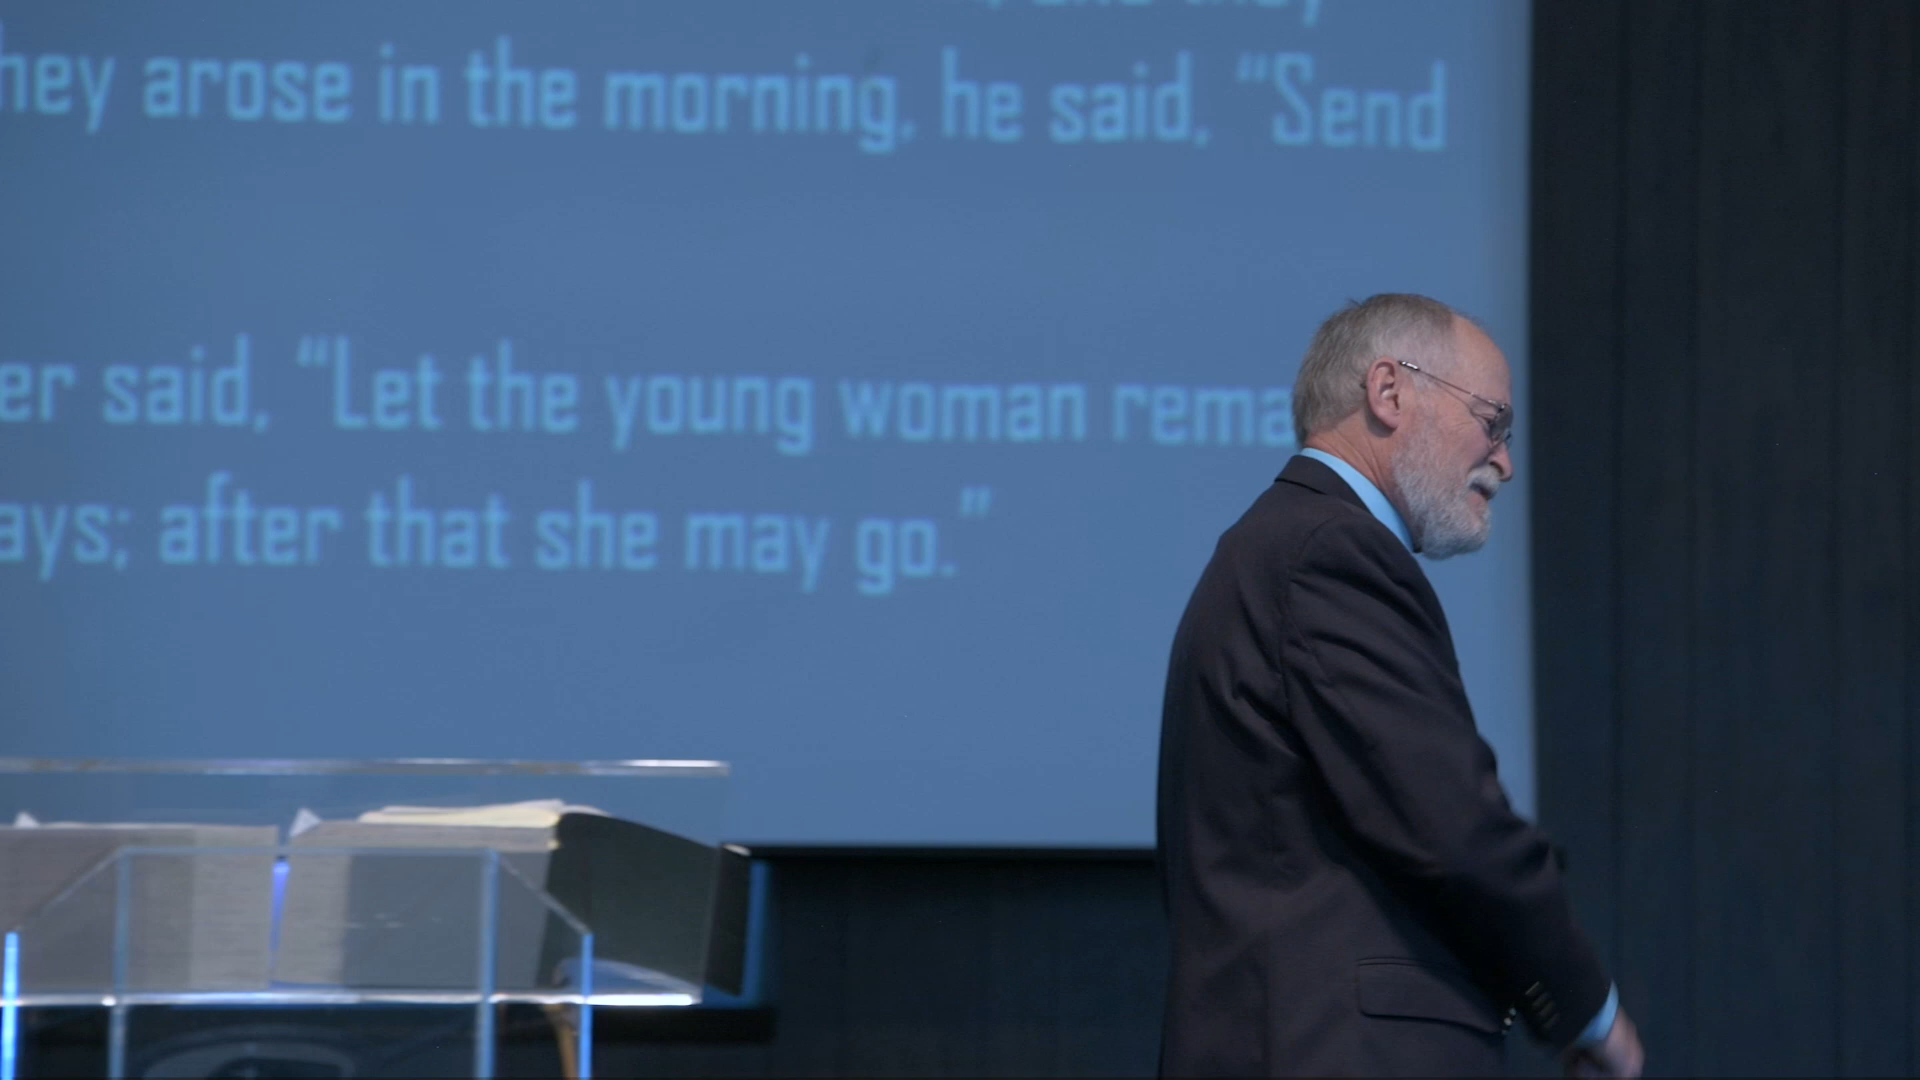 they
hey arose in the morning, he said, “Send
er said, “Let the young woman rema
ays; after that she may go.”